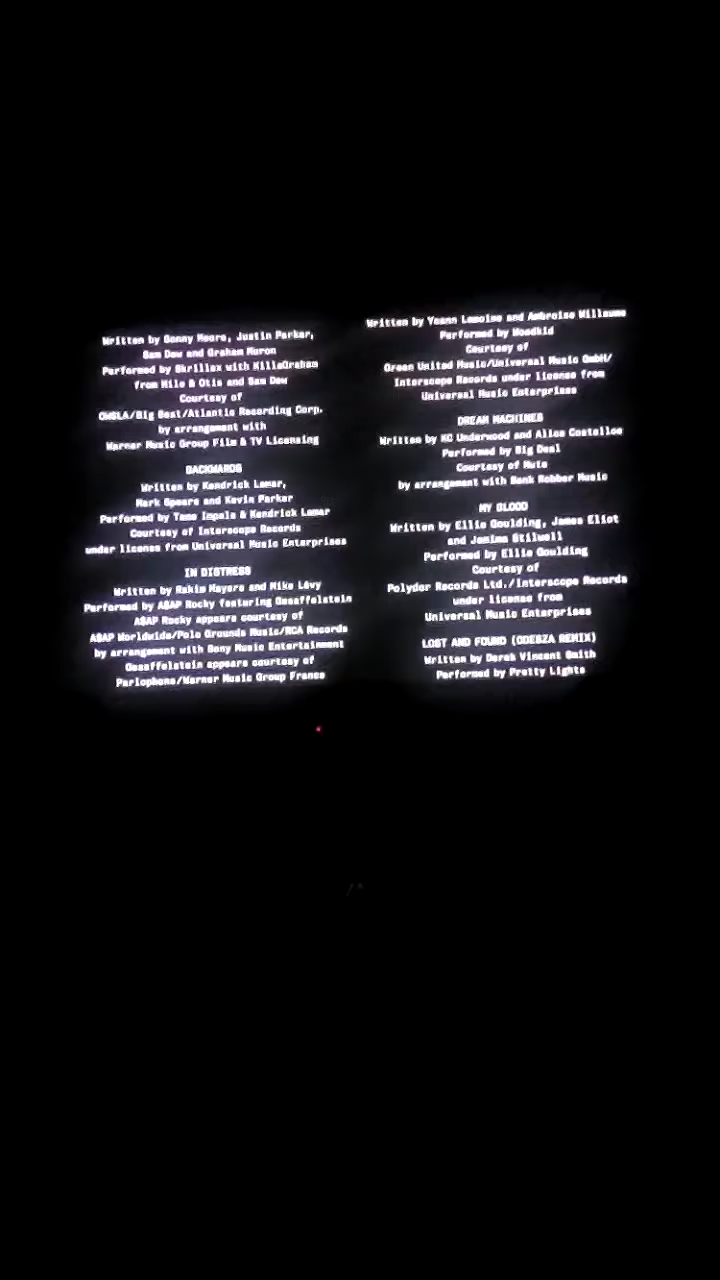 Written by Sonny Moore, Justin Parker,
Sam Dew and Graham Muron
Performed by Skrillex with KillaGraham
from Milo & Otis and Sam Dew
Courtesy of
OWSLA/Big Beat/Atlantic Recording Corp.
by arrangement with
Warner Music Group Film & TV Licensing
BACKWARDS
Written by Kendrick Lamar,
Mark Spears and Kevin Parker
Performed by Tame Impala & Kendrick Lamar
Courtesy of Interscope Records
under license from Universal Music Enterprises
IN DISTRESS
Written by Rakim Mayers and Mike Lévy
Performed by A$AP Rocky featuring Gesaffelstein
A$AP Rocky appears courtesy of
A$AP Worldwide/Polo Grounds Music/RCA Records
by arrangement with Sony Music Entertainment
Gesaffelstein appears courtesy of
Parlophone/Warner Music Group France
Written by Yoann Lemoine and Ambroise Willaume
Performed by Woodkid
Courtesy of
Green United Music/Universal Music GmbH/
Interscope Records under license from
Universal Music Enterprises
DREAM MACHINES
Written by KC Underwood and Alice Costelloe
Performed by Big Deal
Courtesy of Mute
by arrangement with Bank Robber Music
MY BLOOD
Written by Ellie Goulding, James Eliot
and Jemima Stilwell
Performed by Ellie Goulding
Courtesy of
Polydor Records Ltd./Interscope Records
under license from
Universal Music Enterprises
LOST AND FOUND (ODESZA REMIX)
Written by Derek Vincent Smith
Performed by Pretty Lights